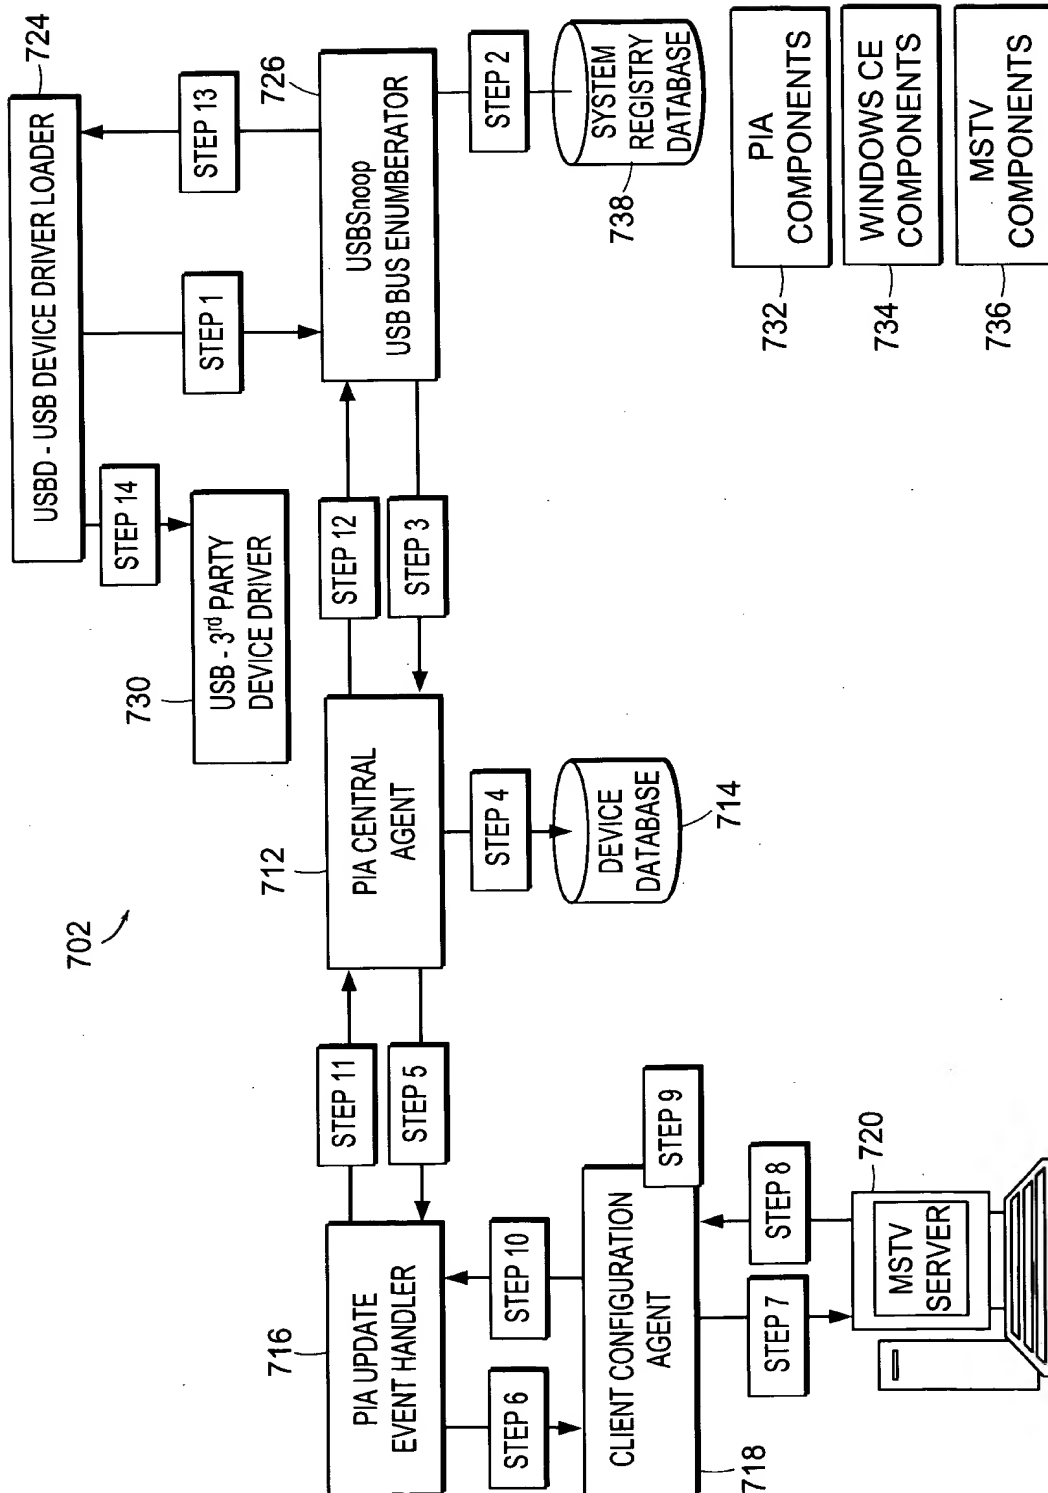 702
USBD - USB DEVICE DRIVER LOADER
724
STEP 14
STEP 1
STEP 13
USB - 3rd PARTY
DEVICE DRIVER
730
USBSnoop
USB BUS ENUMBERATOR
726
STEP 12
STEP 3
STEP 2
SYSTEM
REGISTRY
DATABASE
738
712
PIA CENTRAL
AGENT
STEP 4
DEVICE
DATABASE
714
STEP 11
STEP 5
716
PIA UPDATE
EVENT HANDLER
STEP 6
STEP 10
CLIENT CONFIGURATION
AGENT
718
STEP 9
STEP 7
STEP 8
720
MSTV
SERVER
732
PIA
COMPONENTS
734
WINDOWS CE
COMPONENTS
736
MSTV
COMPONENTS